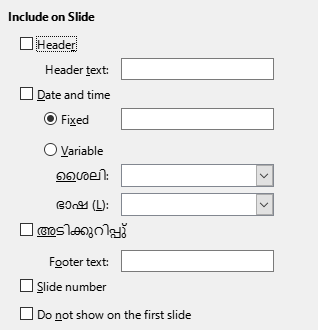 Include on Slide
Header
Header text:
Date and time
Fixed
Variable
ശൈലി:
ഭാഷ (L):
അടിക്കുറിപ്പ്
Footer text:
Slide number
Do not show on the first slide